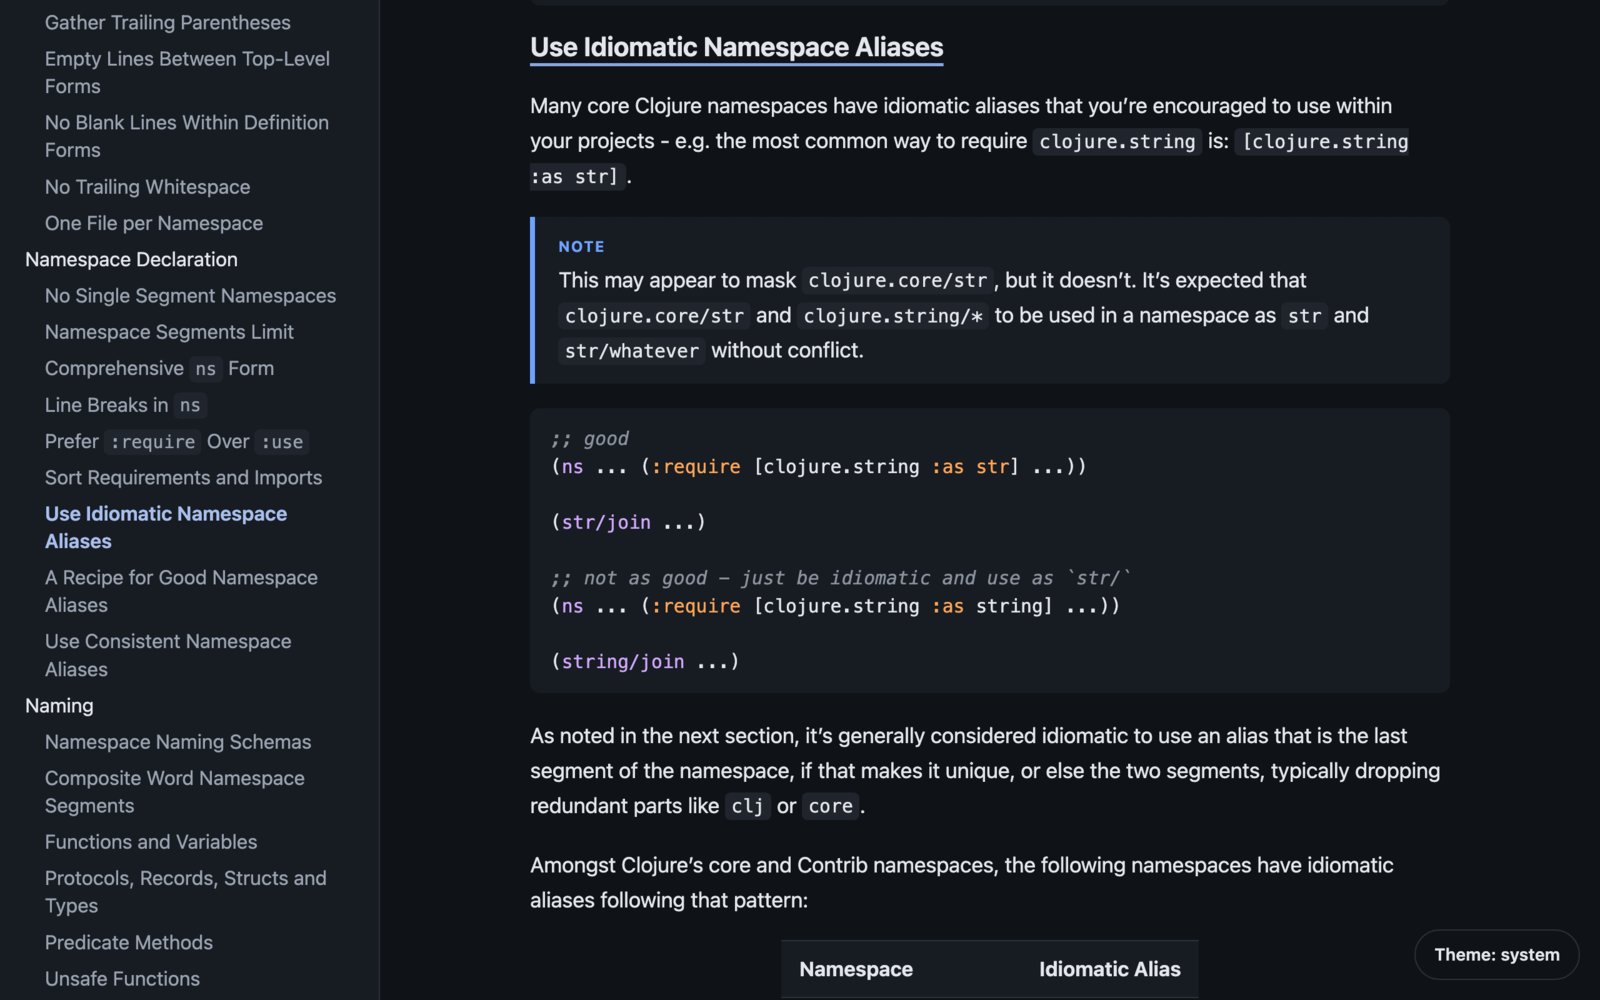 Gather Trailing Parentheses
Empty Lines Between Top-Level
Forms
No Blank Lines Within Definition
Forms
No Trailing Whitespace
One File per Namespace
Namespace Declaration
No Single Segment Namespaces
Namespace Segments Limit
Comprehensive ns Form
Line Breaks in ns
Prefer :require Over :use
Sort Requirements and Imports
Use Idiomatic Namespace
Aliases
A Recipe for Good Namespace
Aliases
Use Consistent Namespace
Aliases
Naming
Namespace Naming Schemas
Composite Word Namespace
Segments
Functions and Variables
Protocols, Records, Structs and
Types
Predicate Methods
Unsafe Functions
Use Idiomatic Namespace Aliases
Many core Clojure namespaces have idiomatic aliases that you’re encouraged to use within
your projects - e.g. the most common way to require clojure.string is: [clojure.string
:as str].
NOTE
This may appear to mask clojure.core/str, but it doesn’t. It’s expected that
clojure.core/str and clojure.string/* to be used in a namespace as str and
str/whatever without conflict.
;; good
(ns ... (:require [clojure.string :as str] ...))
(str/join ...)
;; not as good – just be idiomatic and use as `str/`
(ns ... (:require [clojure.string :as string] ...))
(string/join ...)
As noted in the next section, it’s generally considered idiomatic to use an alias that is the last
segment of the namespace, if that makes it unique, or else the two segments, typically dropping
redundant parts like clj or core.
Amongst Clojure’s core and Contrib namespaces, the following namespaces have idiomatic
aliases following that pattern:
Namespace Idiomatic Alias
Theme: system